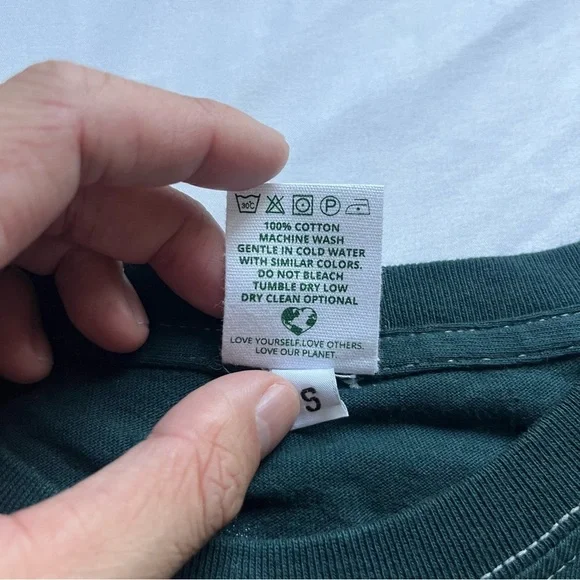 30°C P
100% COTTON
MACHINE WASH
GENTLE IN COLD WATER
WITH SIMILAR COLORS.
DO NOT BLEACH
TUMBLE DRY LOW
DRY CLEAN OPTIONAL
LOVE YOURSELF.LOVE OTHERS.
LOVE OUR PLANET.
S